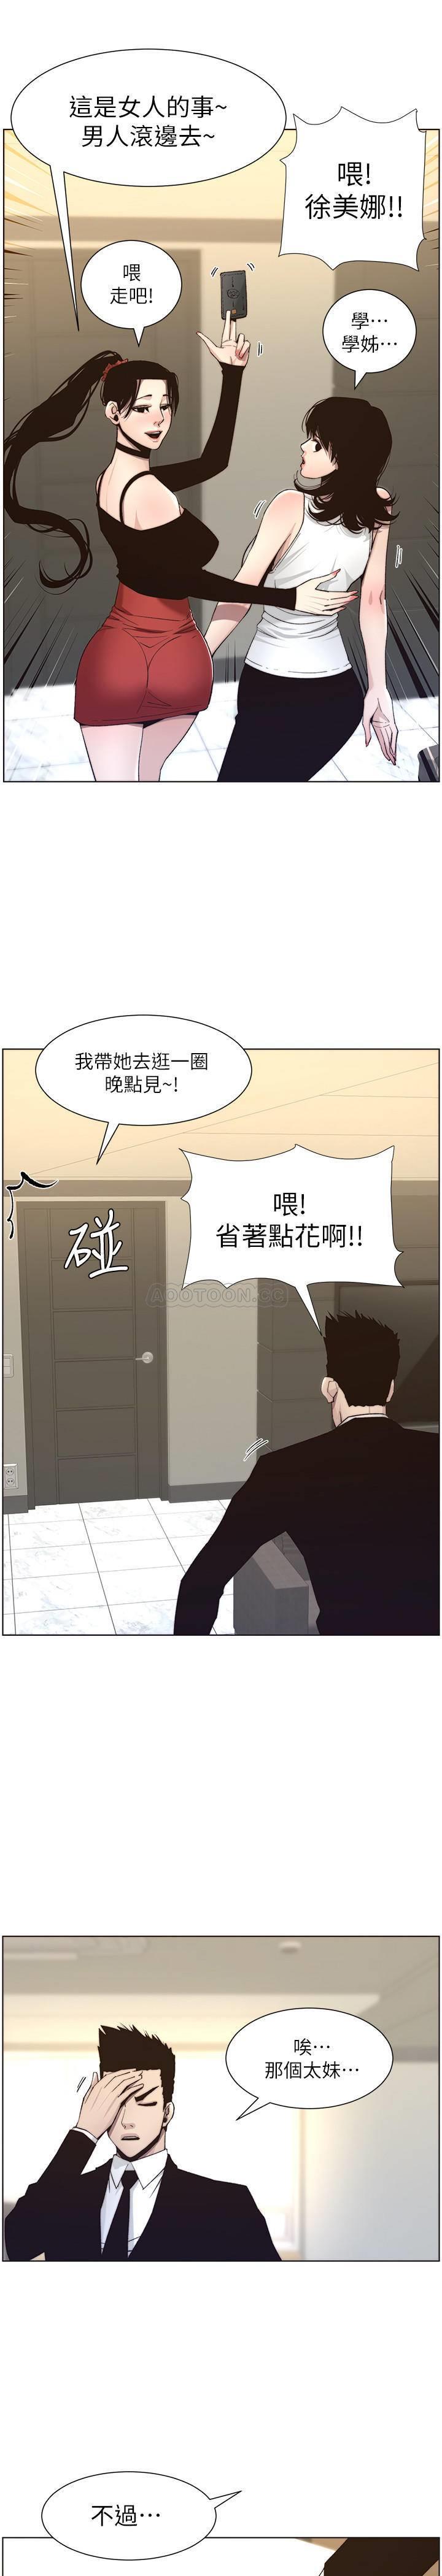 這是女人的事~
男人滾邊去~
喂!
徐美娜!!
喂
走吧!
學…
學姊…
我帶她去逛一圈
晚點見~!
喂!
省著點花啊!!
碰
唉…
那個太妹…
不過…